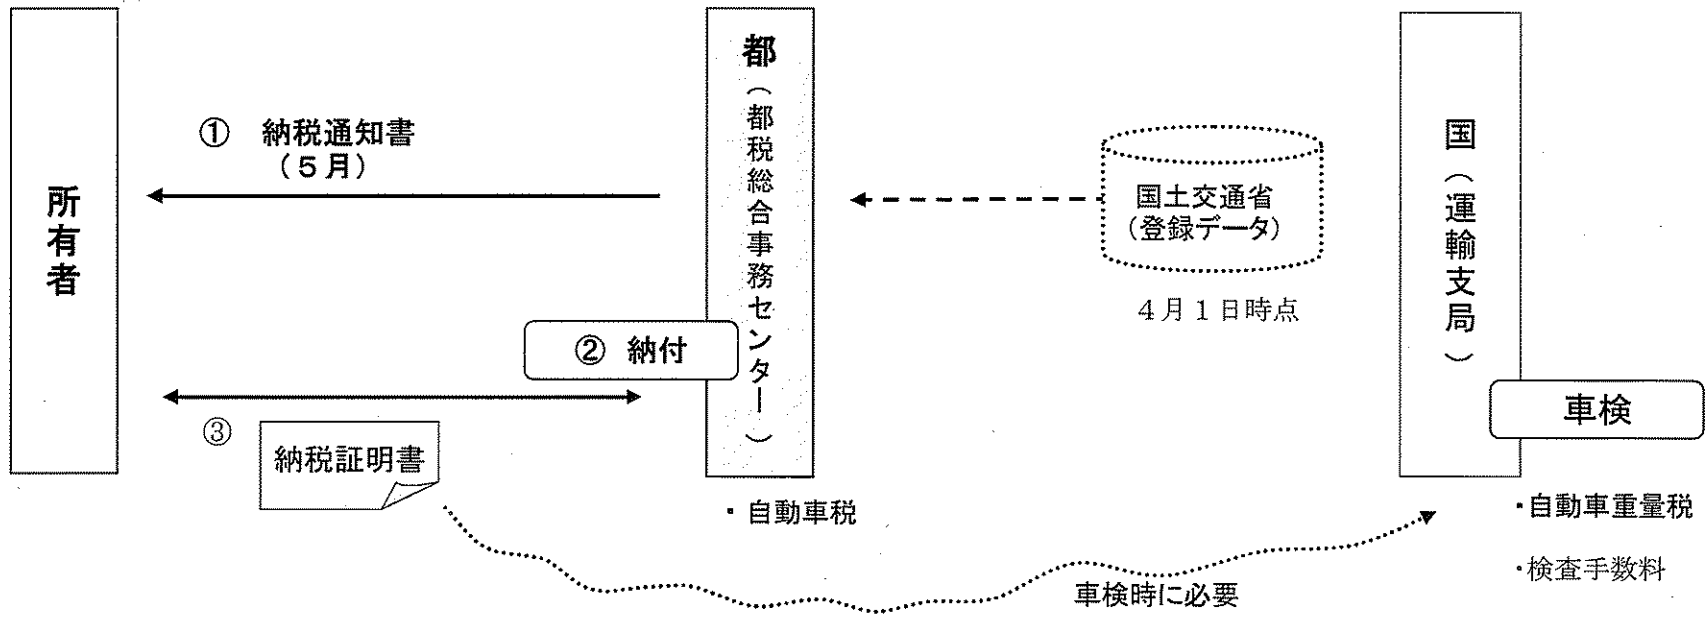 所有者
① 納税通知書
（５月）
② 納付
③
納税証明書
都（都税総合事務センター）
・自動車税
国土交通省
（登録データ）
４月１日時点
国（運輸支局）
車検
・自動車重量税
・検査手数料
車検時に必要